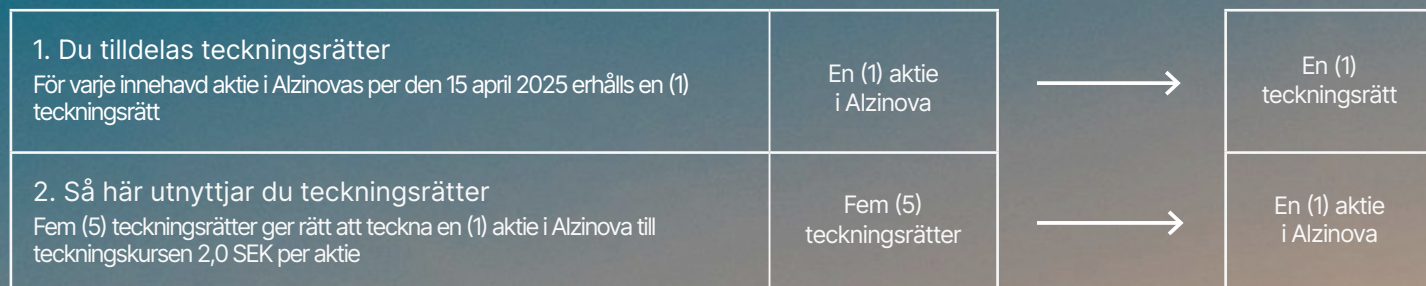 1. Du tilldelas teckningsrätter
För varje innehavd aktie i Alzinovas per den 15 april 2025 erhålls en (1)
teckningsrätt
En (1) aktie
i Alzinova
En (1)
teckningsrätt
2. Så här utnyttjar du teckningsrätter
Fem (5) teckningsrätter ger rätt att teckna en (1) aktie i Alzinova till
teckningskursen 2,0 SEK per aktie
Fem (5)
teckningsrätter
En (1) aktie
i Alzinova